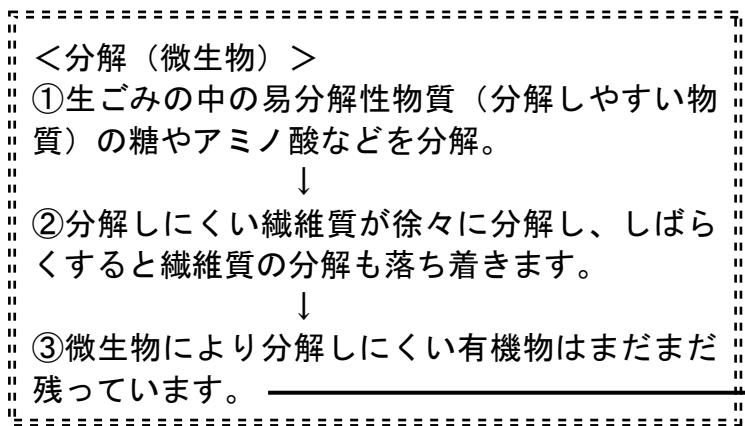 ＜分解（微生物）＞
①生ごみの中の易分解性物質（分解しやすい物
質）の糖やアミノ酸などを分解。
↓
②分解しにくい繊維質が徐々に分解し、しばら
くすると繊維質の分解も落ち着きます。
↓
③微生物により分解しにくい有機物はまだまだ
残っています。